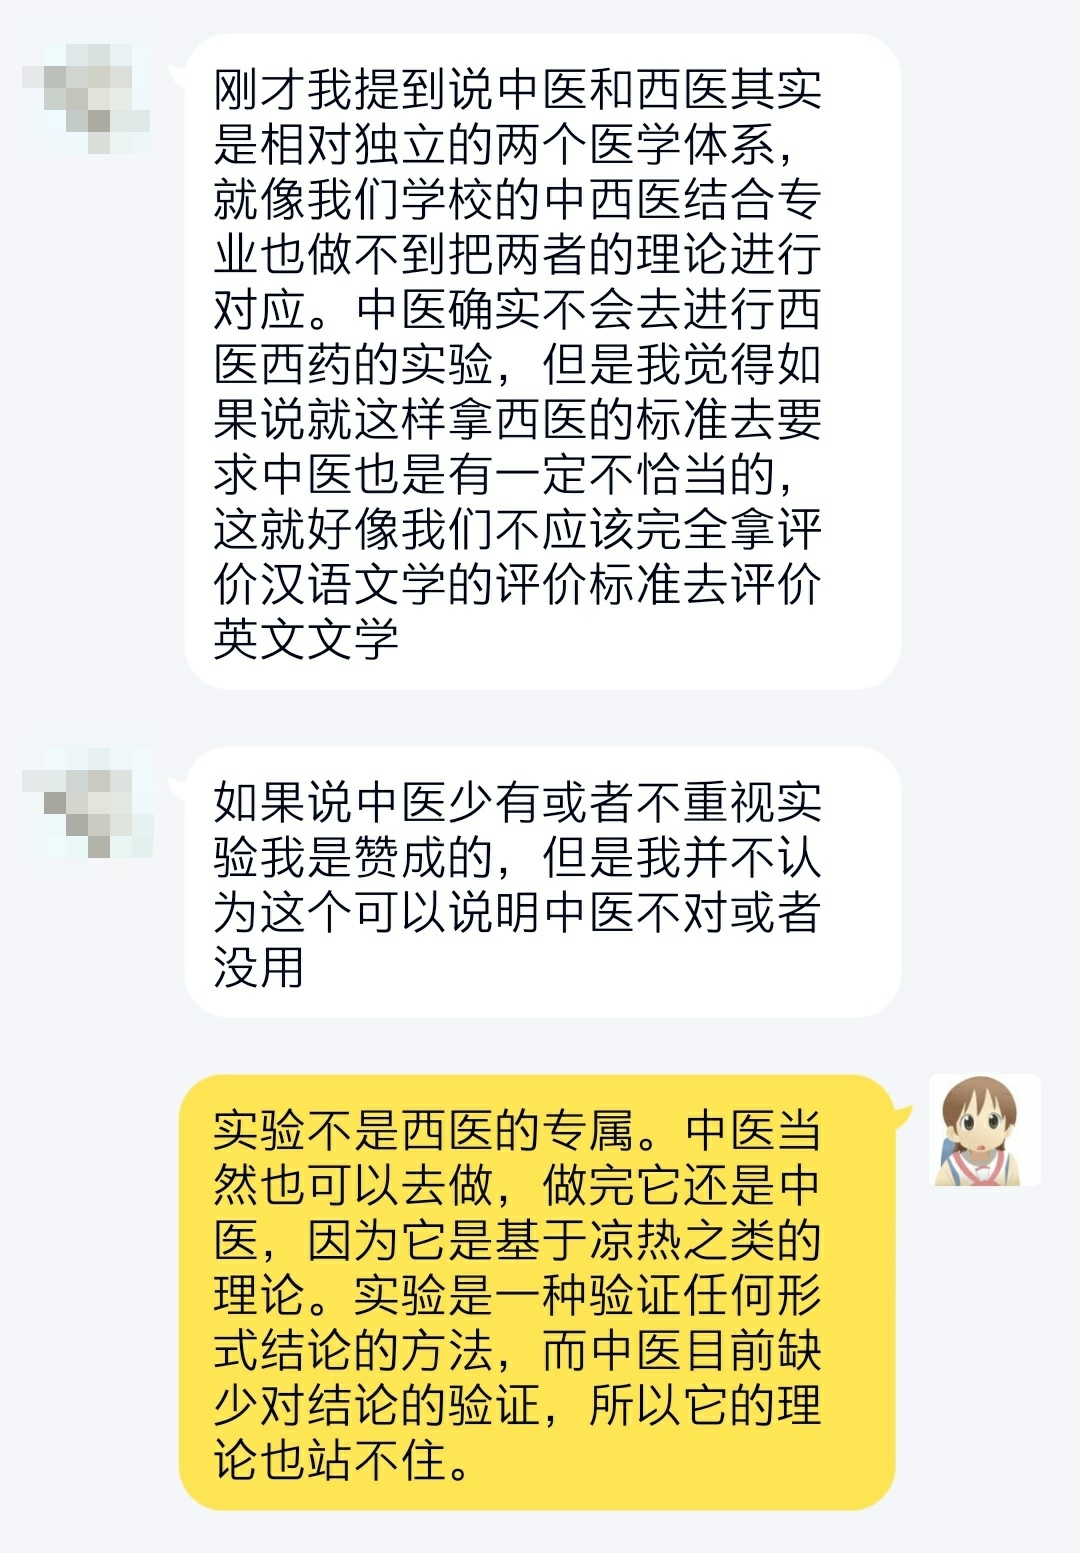 刚才我提到说中医和西医其实
是相对独立的两个医学体系，
就像我们学校的中西医结合专
业也做不到把两者的理论进行
对应。中医确实不会去进行西
医西药的实验，但是我觉得如
果说就这样拿西医的标准去要
求中医也是有一定不恰当的，
这就好像我们不应该完全拿评
价汉语文学的评价标准去评价
英文文学
如果说中医少有或者不重视实
验我是赞成的，但是我并不认
为这个可以说明中医不对或者
没用
实验不是西医的专属。中医当
然也可以去做，做完它还是中
医，因为它是基于凉热之类的
理论。实验是一种验证任何形
式结论的方法，而中医目前缺
少对结论的验证，所以它的理
论也站不住。